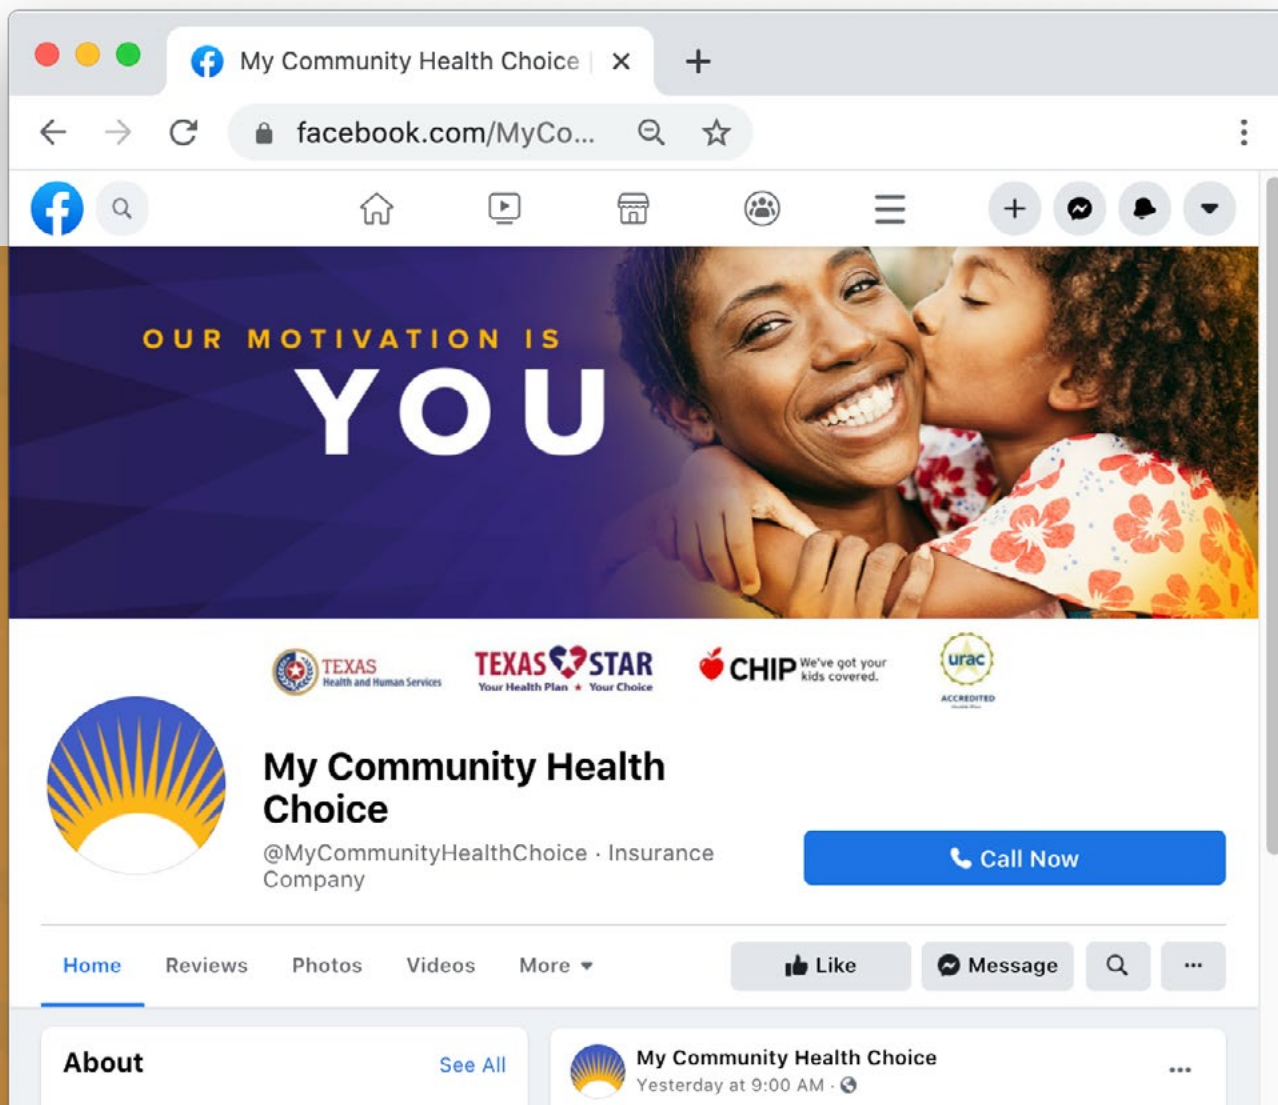 My Community Health Choice
facebook.com/MyCo...
OUR MOTIVATION IS
YOU
TEXAS
Health and Human Services
TEXAS STAR
Your Health Plan ★ Your Choice
CHIP We've got your
kids covered.
urac
ACCREDITED
Health Plan
My Community Health
Choice
@MyCommunityHealthChoice · Insurance
Company
Call Now
Home Reviews Photos Videos More
Like Message
About See All
My Community Health Choice
Yesterday at 9:00 AM ·